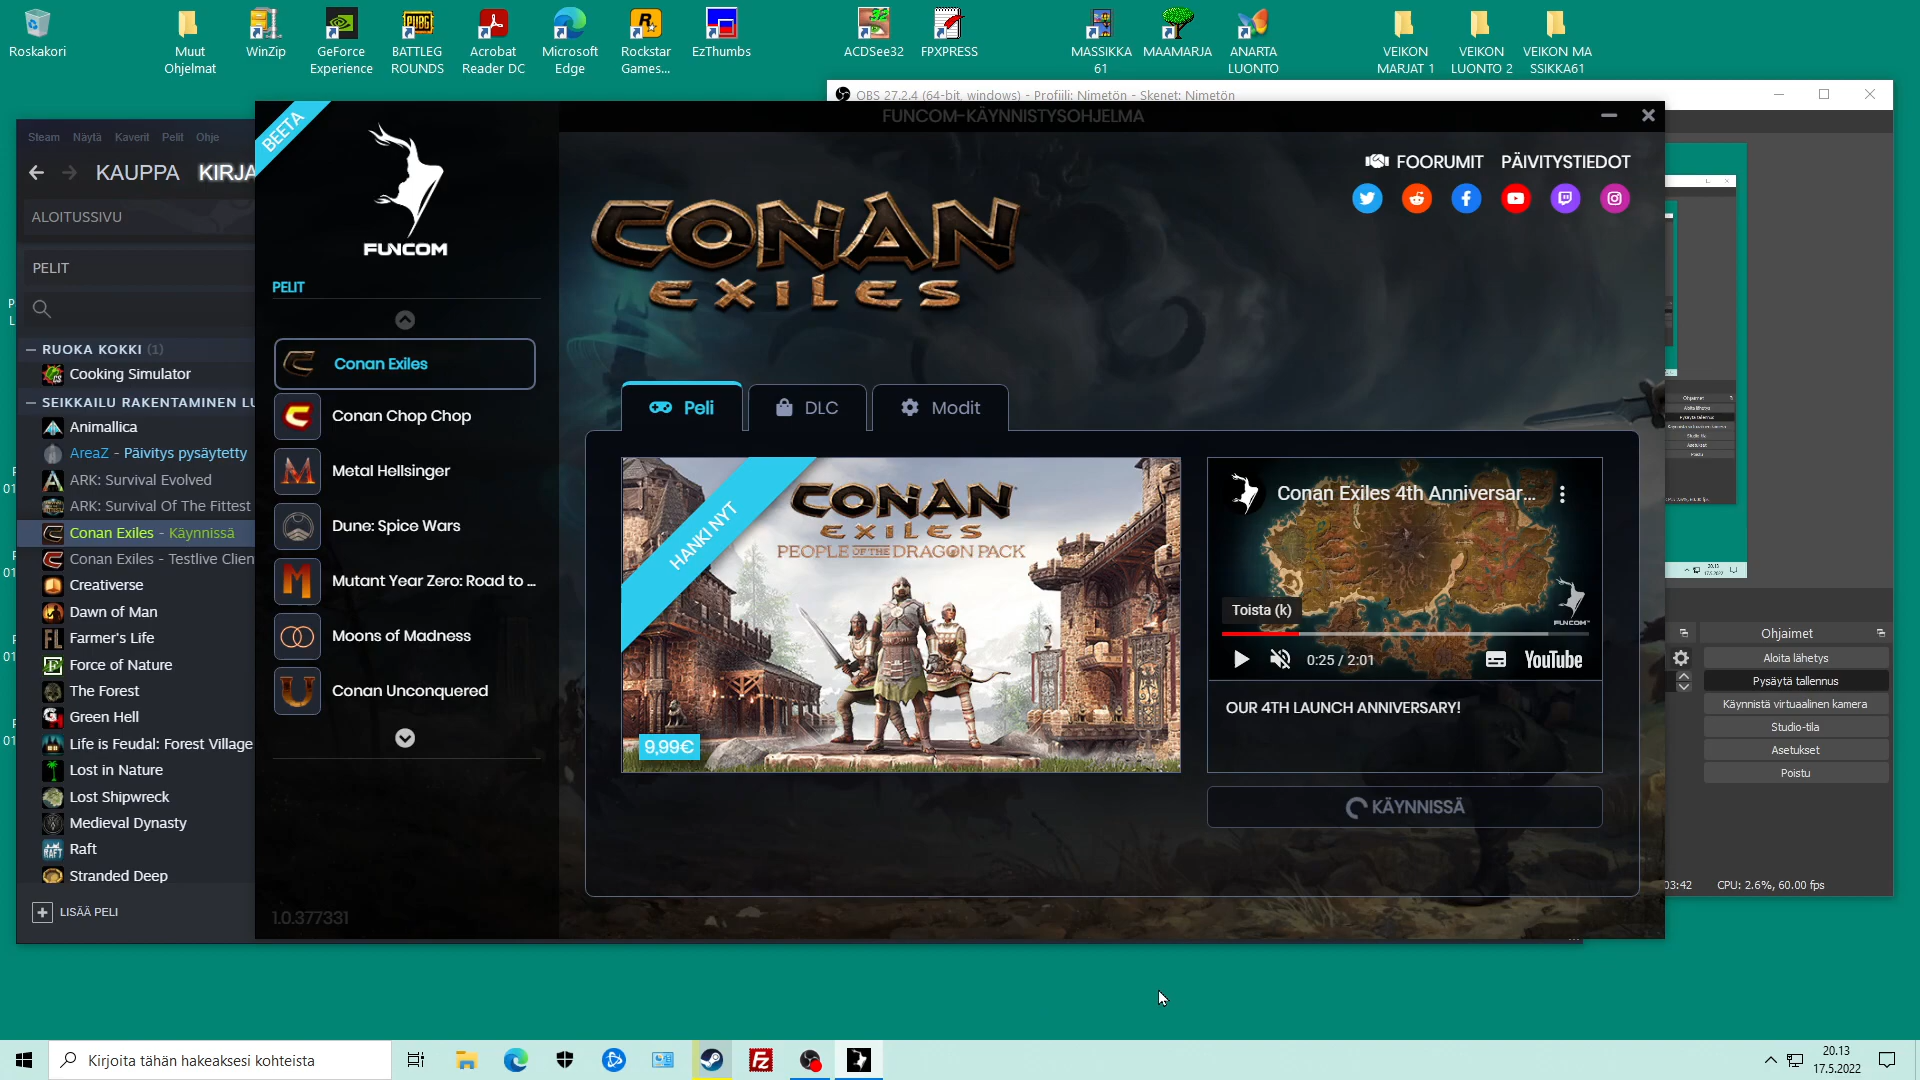 Roskakori
Muut
Ohjelmat
WinZip
GeForce
Experience
BATTLEG
ROUNDS
Acrobat
Reader DC
Microsoft
Edge
Rockstar
Games...
EzThumbs
ACDSee32
FPXPRESS
MASSIKKA
61
MAAMARJA
ANARTA
LUONTO
VEIKON
MARJAT 1
VEIKON
LUONTO 2
VEIKON MA
SSIKKA61
OBS 27.2.4 (64-bit, windows) - Profiili: Nimetön - Skenet: Nimetön
FUNCOM-KÄYNNISTYSOHJELMA
Steam Näytä Kaverit Pelit Ohje
KAUPPA KIRJA
ALOITUSSIVU
PELIT
RUOKA KOKKI (1)
Cooking Simulator
SEIKKAILU RAKENTAMINEN LU
Animallica
AreaZ - Päivitys pysäytetty
ARK: Survival Evolved
ARK: Survival Of The Fittest
Conan Exiles - Käynnissä
Conan Exiles - Testlive Clien
Creativerse
Dawn of Man
Farmer's Life
Force of Nature
The Forest
Green Hell
Life is Feudal: Forest Village
Lost in Nature
Lost Shipwreck
Medieval Dynasty
Raft
Stranded Deep
LISÄÄ PELI
BEETA
FUNCOM
PELIT
Conan Exiles
Conan Chop Chop
Metal Hellsinger
Dune: Spice Wars
Mutant Year Zero: Road to ...
Moons of Madness
Conan Unconquered
1.0.377331
FOORUMIT PÄIVITYSTIEDOT
CONAN
EXILES
Peli
DLC
Modit
HANKI NYT
CONAN
EXILES
PEOPLE OF THE DRAGON PACK
9,99€
Conan Exiles 4th Anniversar...
Toista (k)
FUNCOM
0:25 / 2:01
YouTube
OUR 4TH LAUNCH ANNIVERSARY!
KÄYNNISSÄ
Ohjaimet
Aloita lähetys
Pysäytä tallennus
Käynnistä virtuaalinen kamera
Studio-tila
Asetukset
Poistu
03:42 CPU: 2.6%, 60.00 fps
Kirjoita tähän hakeaksesi kohteista
20.13
17.5.2022